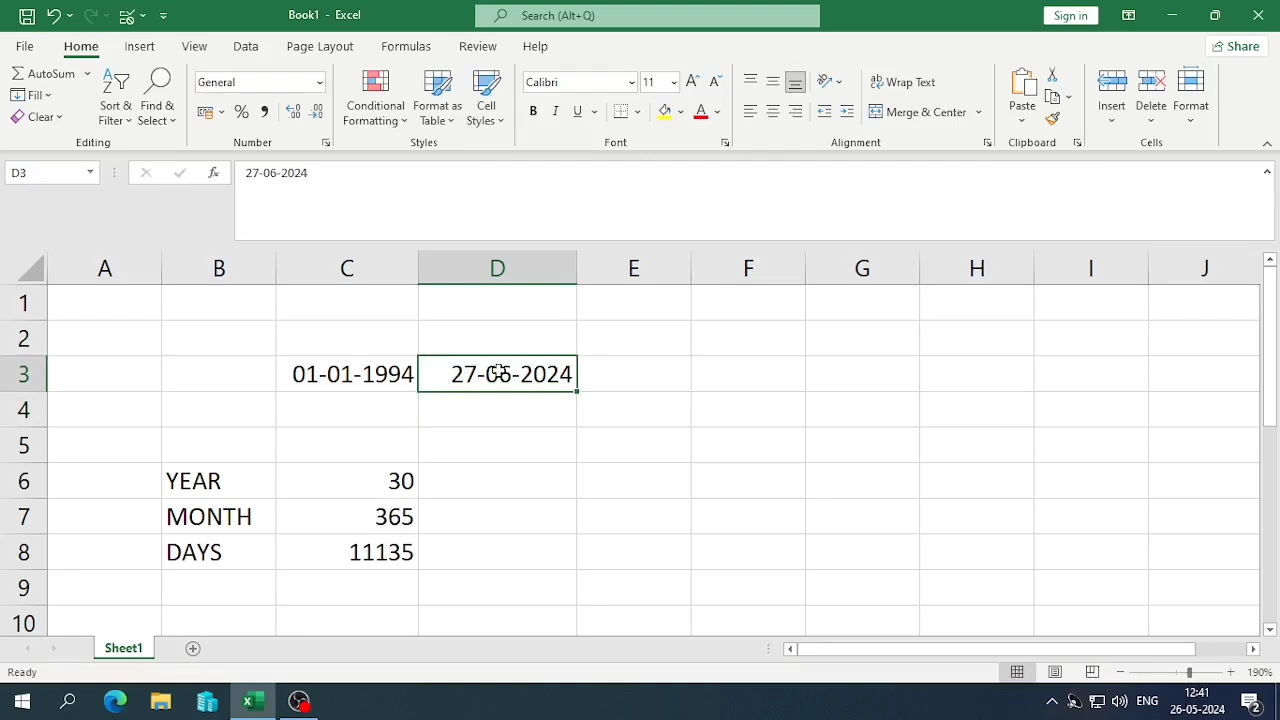 Book1 - Excel
Search (Alt+Q)
Sign in
File Home Insert View Data Page Layout Formulas Review Help
Share
AutoSum
Fill
Clear
Sort & Filter
Find & Select
Editing
General
Number
Conditional Formatting
Format as Table
Cell Styles
Styles
Calibri 11
B I U
Font
Wrap Text
Merge & Center
Alignment
Paste
Clipboard
Insert Delete Format
Cells
D3
fx
27-06-2024
A B C D E F G H I J
1
2
3 01-01-1994 27-06-2024
4
5
6 YEAR 30
7 MONTH 365
8 DAYS 11135
9
10
Sheet1
Ready
190%
ENG
12:41
26-05-2024
2